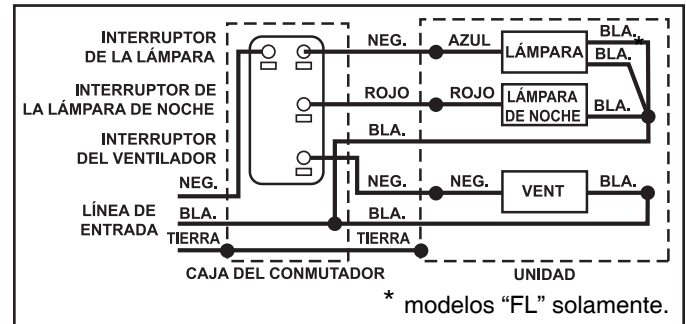 INTERRUPTOR
DE LA LÁMPARA
INTERRUPTOR DE
LA LÁMPARA DE NOCHE
INTERRUPTOR
DEL VENTILADOR
NEG.
LÍNEA DE
ENTRADA
BLA.
TIERRA
NEG.
AZUL
LÁMPARA
BLA.
*
BLA.
ROJO
ROJO
LÁMPARA
DE NOCHE
BLA.
BLA.
NEG.
NEG.
VENT
BLA.
BLA.
TIERRA
CAJA DEL CONMUTADOR
UNIDAD
* modelos “FL” solamente.